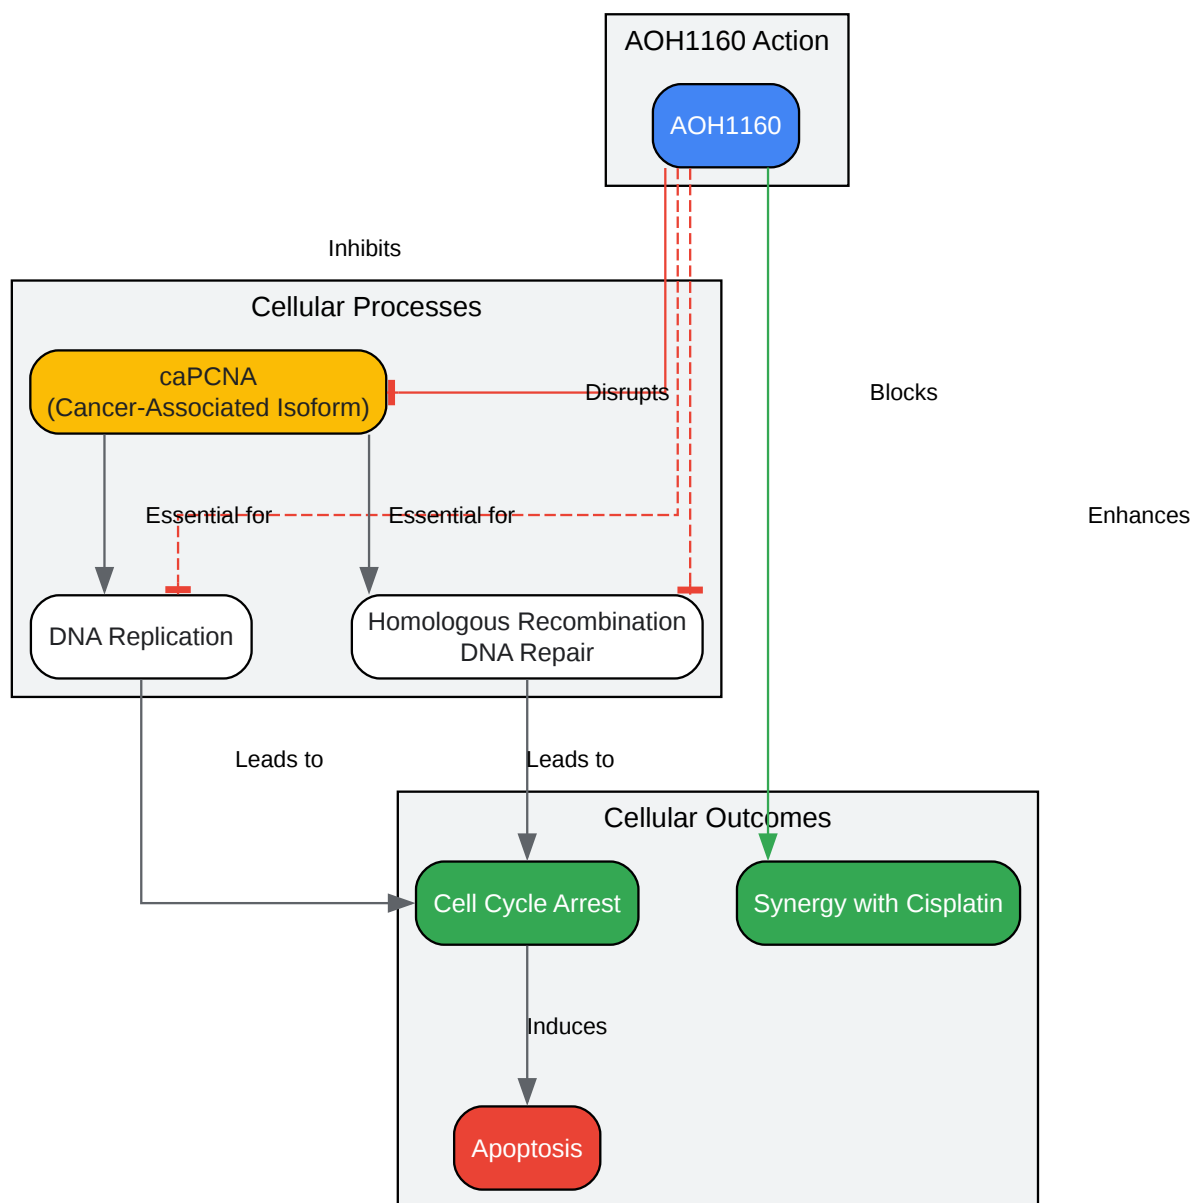 AOH1160 Action
AOH1160
Inhibits
Cellular Processes
caPCNA
(Cancer-Associated Isoform)
Disrupts
Blocks
Essential for
Essential for
Enhances
DNA Replication
Homologous Recombination
DNA Repair
Leads to
Leads to
Cellular Outcomes
Cell Cycle Arrest
Synergy with Cisplatin
Induces
Apoptosis